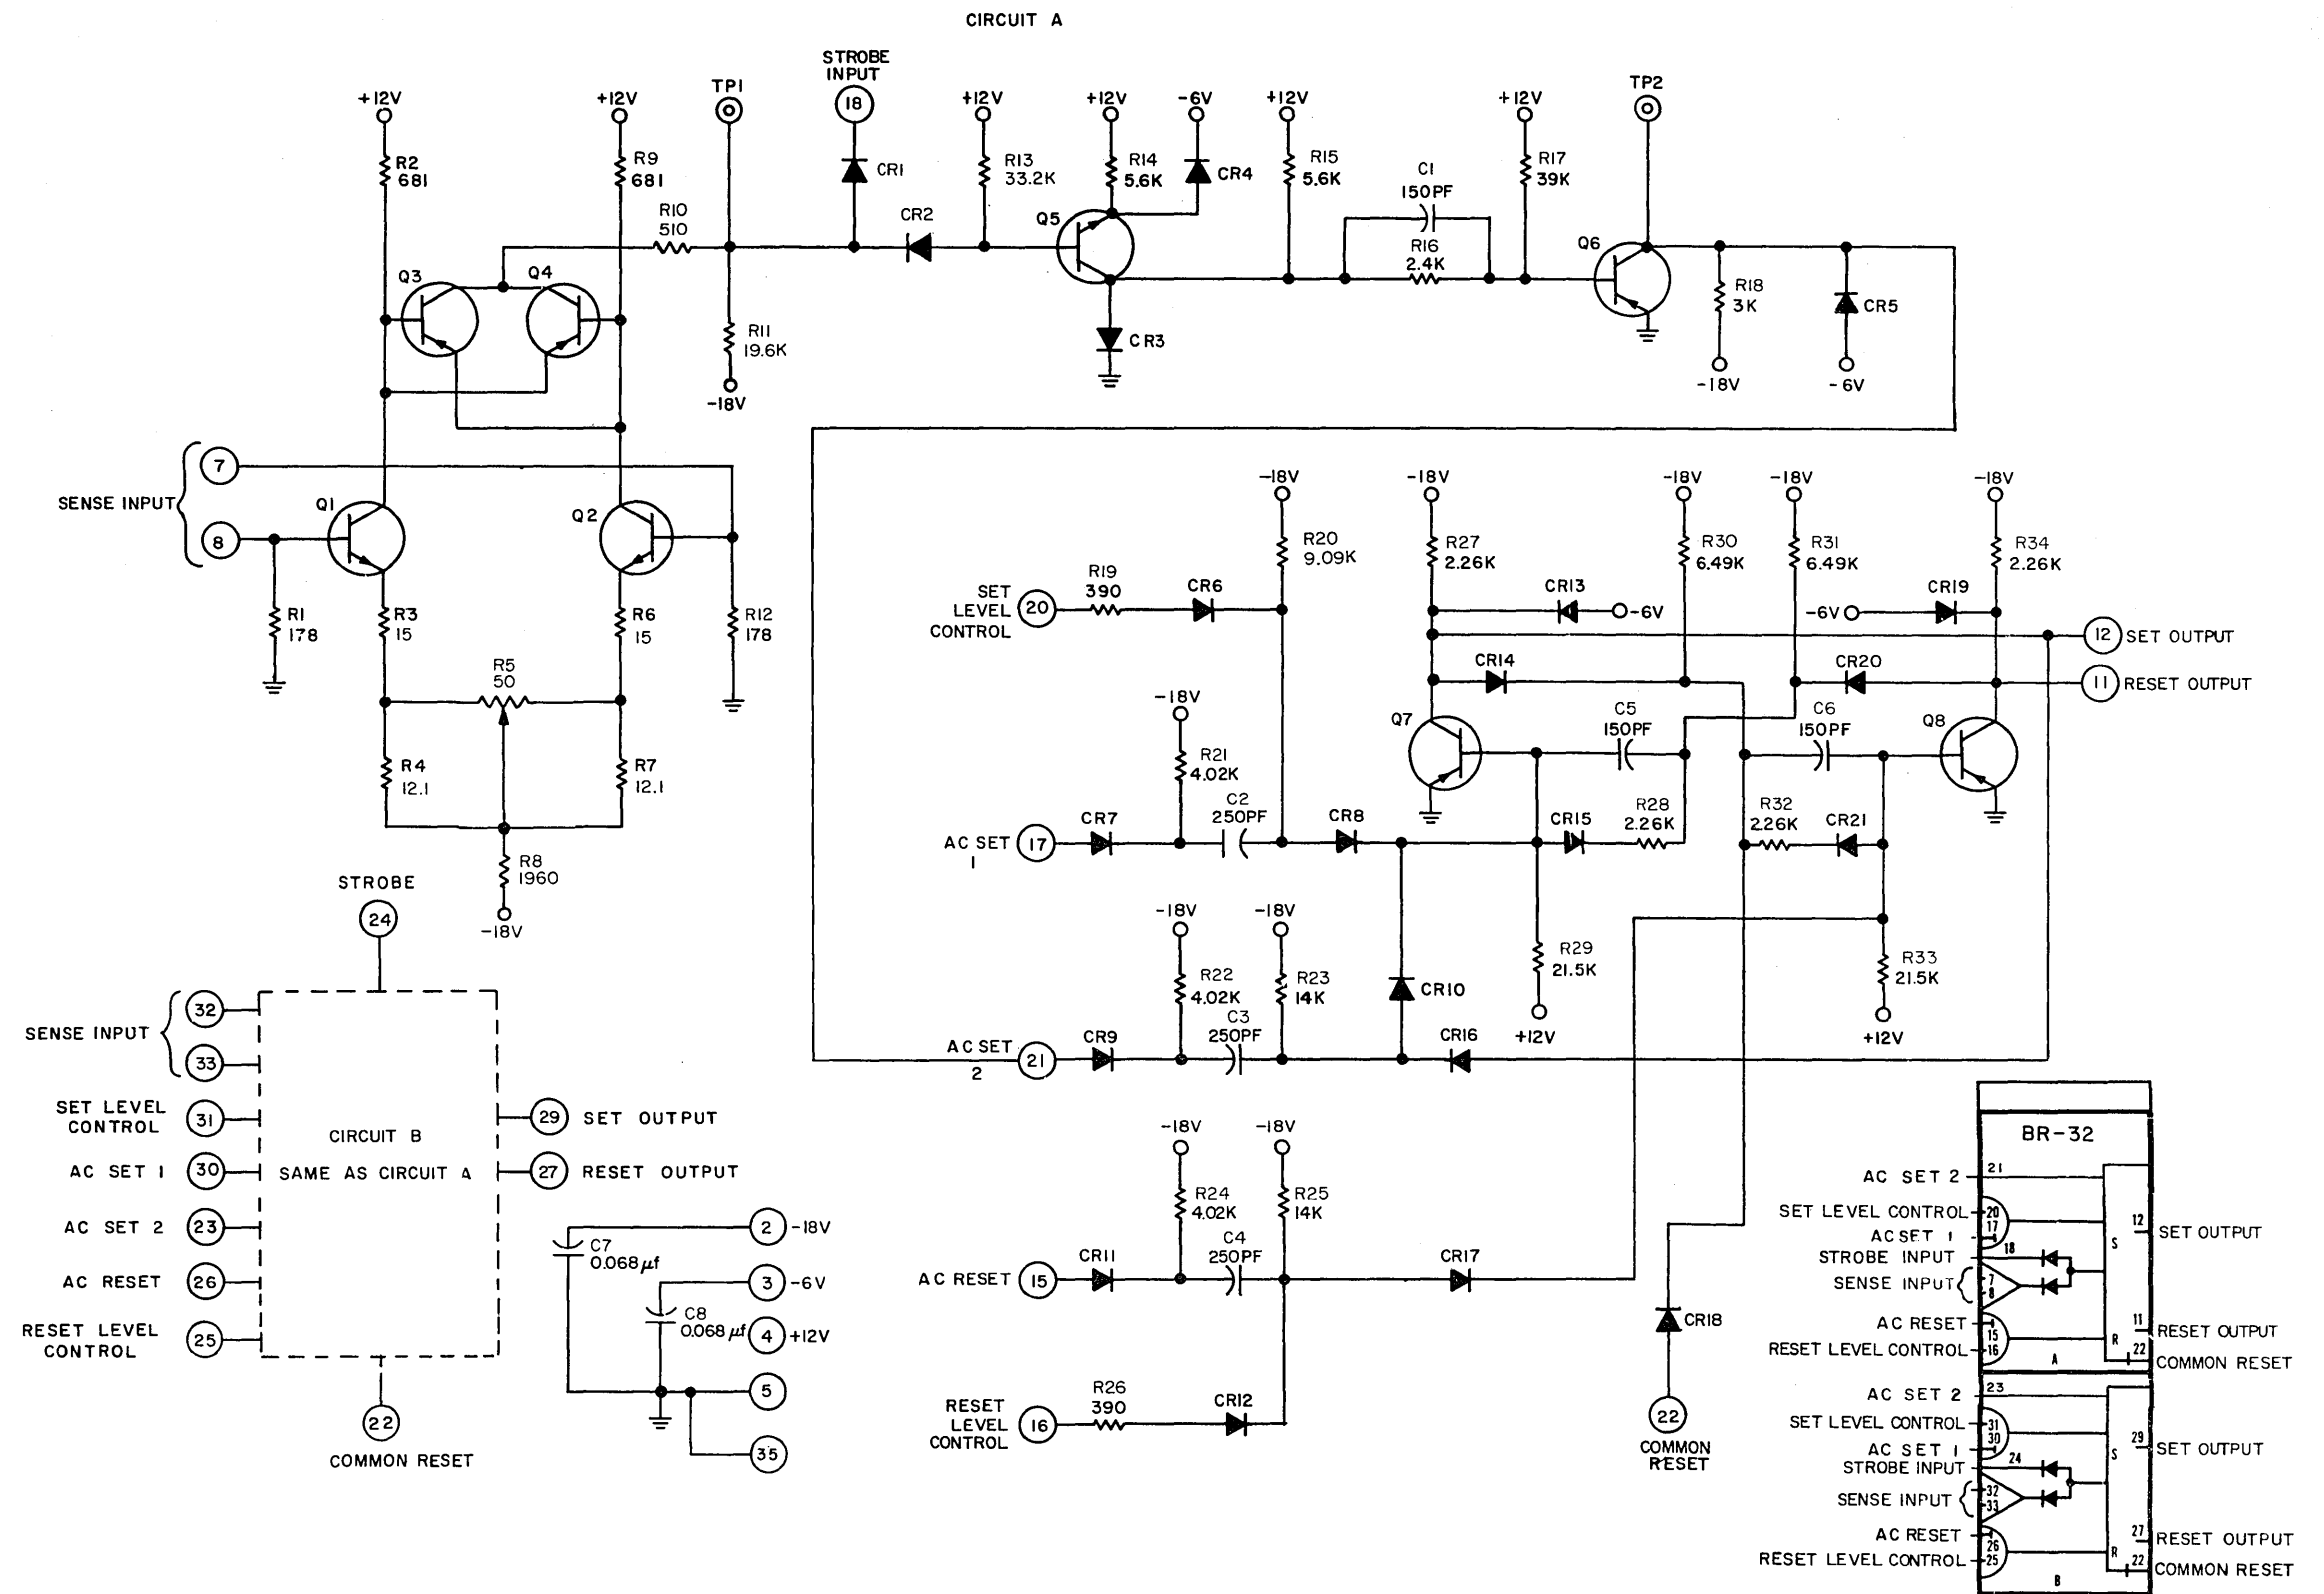 CIRCUIT A
STROBE
INPUT
18
TP1
TP2
+12V
+12V
+12V
+12V
-6V
+12V
+12V
R2
681
R9
681
R10
510
CR1
CR2
R13
33.2K
Q5
R14
5.6K
CR4
R15
5.6K
C1
150PF
R16
2.4K
R17
39K
Q6
Q3
Q4
R11
19.6K
-18V
CR3
R18
3K
-18V
CR5
-6V
SENSE INPUT
7
8
Q1
Q2
R1
178
R3
15
R6
15
R12
178
R5
50
R4
12.1
R7
12.1
R8
1960
-18V
-18V
-18V
-18V
-18V
-18V
R20
9.09K
R27
2.26K
R30
6.49K
R31
6.49K
R34
2.26K
SET
LEVEL
CONTROL
20
R19
390
CR6
CR13
-6V
-6V
CR19
12
SET OUTPUT
CR14
CR20
11
RESET OUTPUT
-18V
R21
4.02K
Q7
C5
150PF
C6
150PF
Q8
AC SET
1
17
CR7
C2
250PF
CR8
CR15
R28
2.26K
R32
2.26K
CR21
-18V
-18V
R22
4.02K
R23
14K
CR10
R29
21.5K
+12V
R33
21.5K
+12V
AC SET
2
21
CR9
C3
250PF
CR16
-18V
-18V
R24
4.02K
R25
14K
AC RESET
15
CR11
C4
250PF
CR17
RESET
LEVEL
CONTROL
16
R26
390
CR12
CR18
22
COMMON
RESET
STROBE
24
SENSE INPUT
32
33
SET LEVEL
CONTROL
31
AC SET 1
30
AC SET 2
23
AC RESET
26
RESET LEVEL
CONTROL
25
CIRCUIT B
SAME AS CIRCUIT A
29
SET OUTPUT
27
RESET OUTPUT
22
COMMON RESET
2
-18V
C7
0.068 µf
3
-6V
C8
0.068 µf
4
+12V
5
35
BR-32
AC SET 2
21
SET LEVEL CONTROL
20
AC SET 1
17
STROBE INPUT
18
SENSE INPUT
7
8
AC RESET
15
RESET LEVEL CONTROL
16
S
R
A
12
SET OUTPUT
11
RESET OUTPUT
22
COMMON RESET
AC SET 2
23
SET LEVEL CONTROL
31
AC SET 1
30
STROBE INPUT
24
SENSE INPUT
32
33
AC RESET
26
RESET LEVEL CONTROL
25
S
R
B
29
SET OUTPUT
27
RESET OUTPUT
22
COMMON RESET